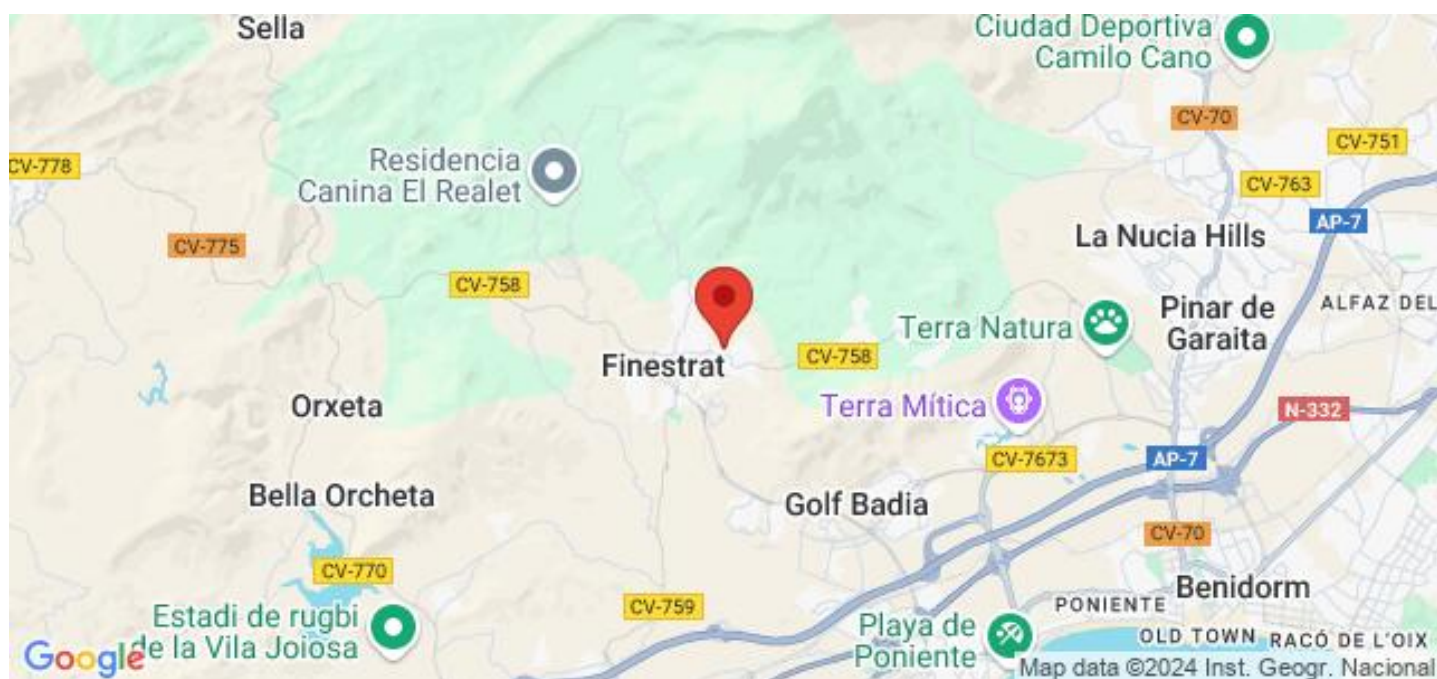 Sella
Ciudad Deportiva
Camilo Cano
CV-70
CV-751
CV-778
Residencia
Canina El Realet
CV-763
AP-7
CV-775
La Nucia Hills
CV-758
Terra Natura
Pinar de
Garaita
ALFAZ DEL
Finestrat
CV-758
Orxeta
Terra Mítica
N-332
CV-7673
AP-7
Bella Orcheta
Golf Badia
CV-70
CV-770
Benidorm
CV-759
PONIENTE
Estadi de rugbi
de la Vila Joiosa
Playa de
Poniente
OLD TOWN
RACÓ DE L'OIX
Google
Map data ©2024 Inst. Geogr. Nacional